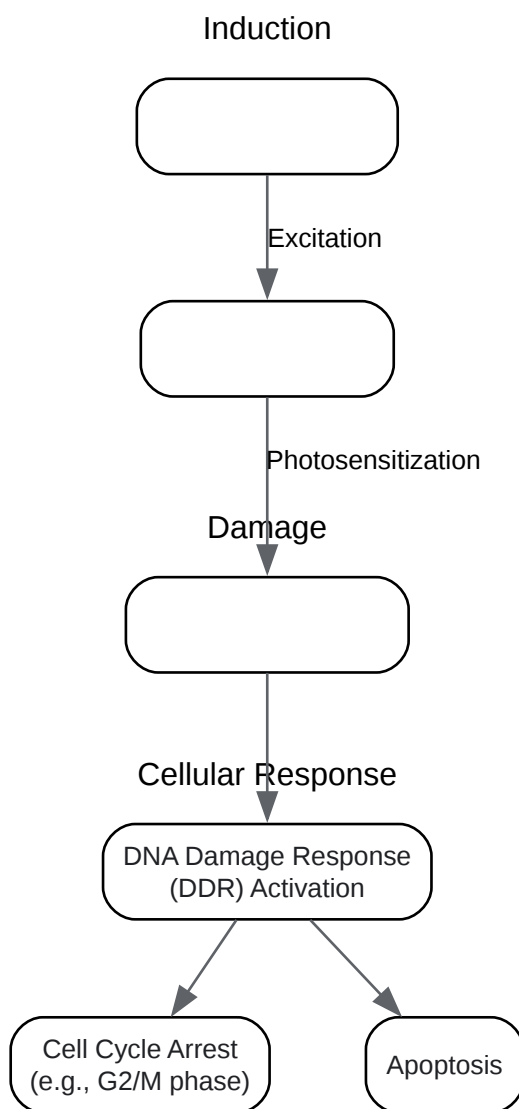 Induction
Excitation
Photosensitization
Damage
Cellular Response
DNA Damage Response
(DDR) Activation
Cell Cycle Arrest
(e.g., G2/M phase)
Apoptosis